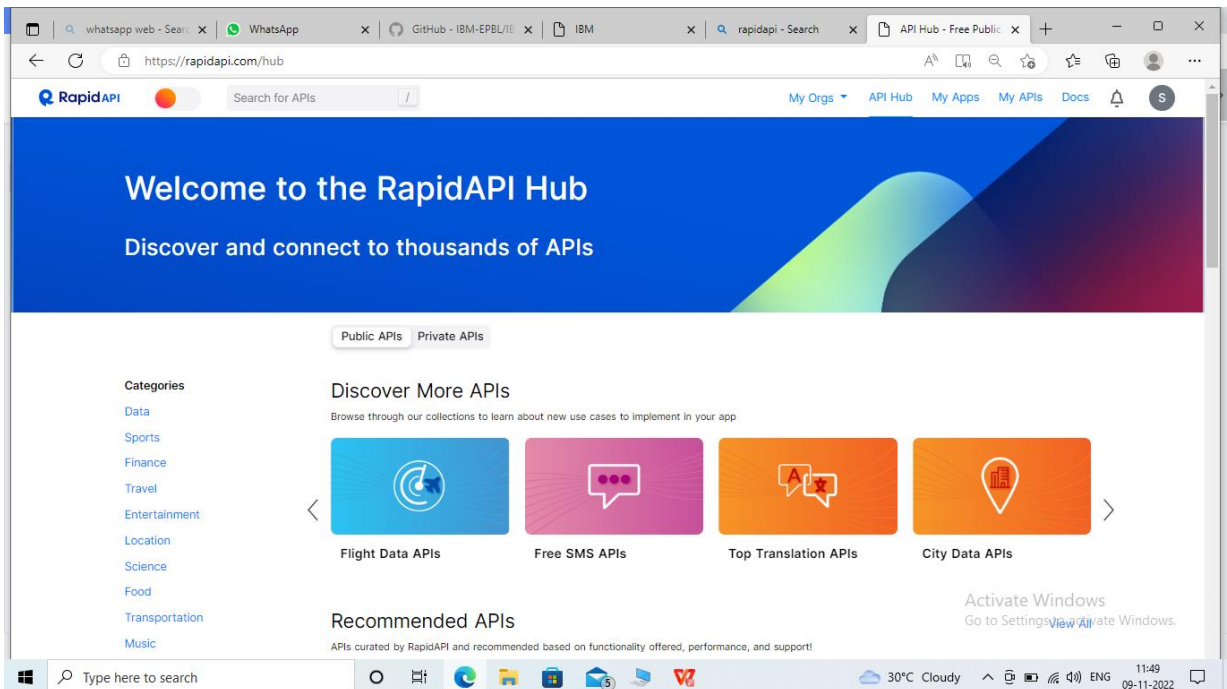 whatsapp web - Searc
WhatsApp
GitHub - IBM-EPBL/IB
IBM
rapidapi - Search
API Hub - Free Public
https://rapidapi.com/hub
Rapid API
Search for APIs
/
My Orgs
API Hub
My Apps
My APIs
Docs
S
Welcome to the RapidAPI Hub
Discover and connect to thousands of APIs
Public APIs
Private APIs
Categories
Data
Sports
Finance
Travel
Entertainment
Location
Science
Food
Transportation
Music
Discover More APIs
Browse through our collections to learn about new use cases to implement in your app
A
文
Flight Data APIs
Free SMS APIs
Top Translation APIs
City Data APIs
Recommended APIs
View All
APIs curated by RapidAPI and recommended based on functionality offered, performance, and support!
Activate Windows
Go to Settings to activate Windows.
Type here to search
5
30°C Cloudy
ENG
11:49
09-11-2022